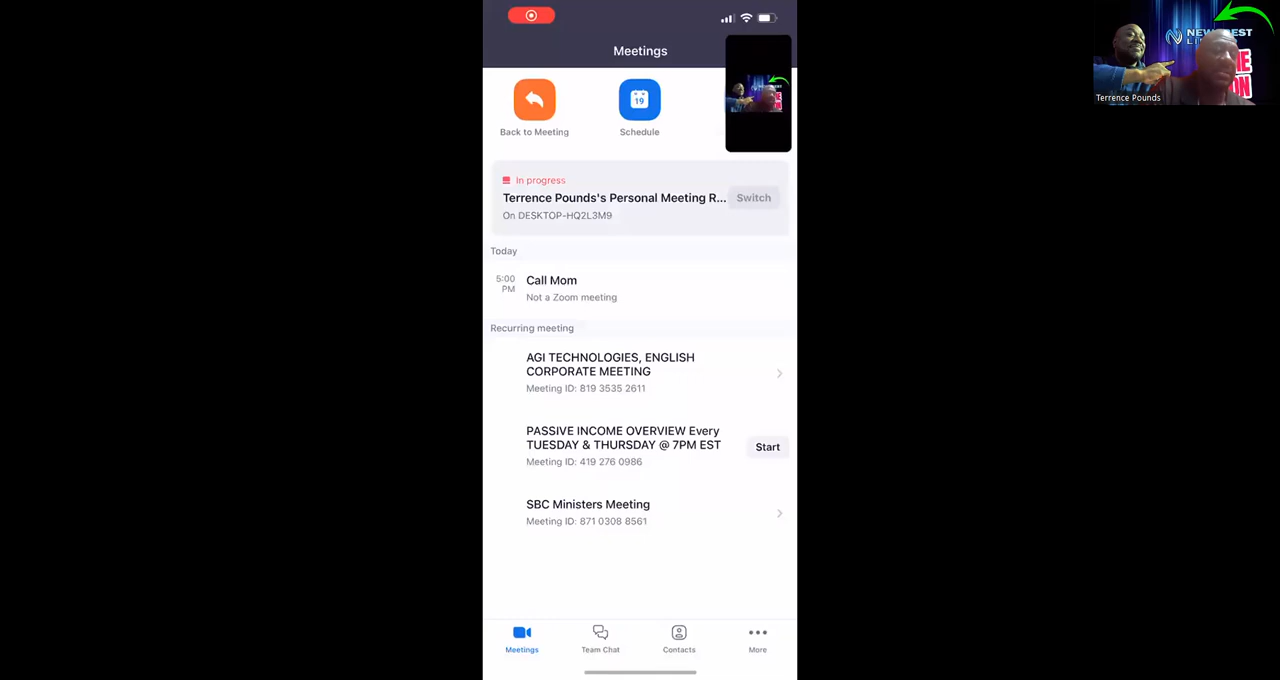 Meetings
Back to Meeting
19
Schedule
In progress
Terrence Pounds's Personal Meeting R...
Switch
On DESKTOP-HQ2L3M9
Today
5:00
PM
Call Mom
Not a Zoom meeting
Recurring meeting
AGI TECHNOLOGIES, ENGLISH
CORPORATE MEETING
Meeting ID: 819 3535 2611
PASSIVE INCOME OVERVIEW Every
TUESDAY & THURSDAY @ 7PM EST
Meeting ID: 419 276 0986
Start
SBC Ministers Meeting
Meeting ID: 871 0308 8561
Meetings
Team Chat
Contacts
More
Terrence Pounds